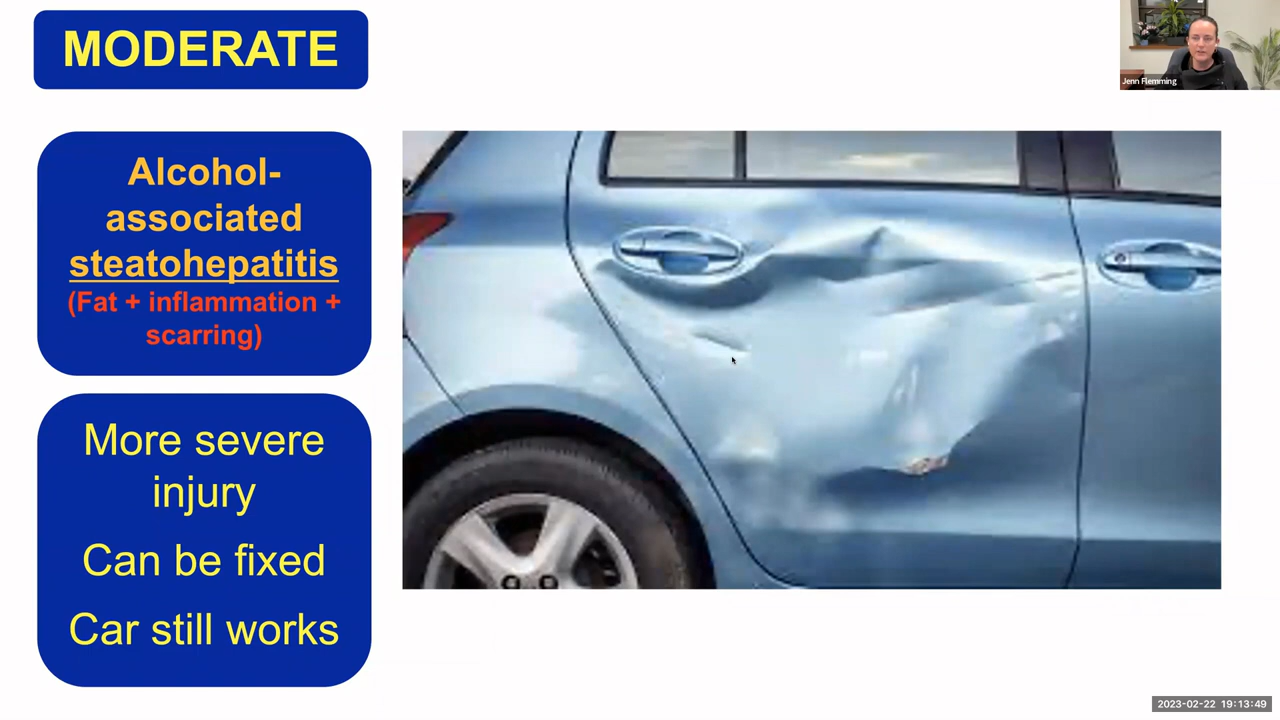 MODERATE
Jenn Flemming
Alcohol-
associated
steatohepatitis
(Fat + inflammation +
scarring)
More severe
injury
Can be fixed
Car still works
2023-02-22 19:13:49